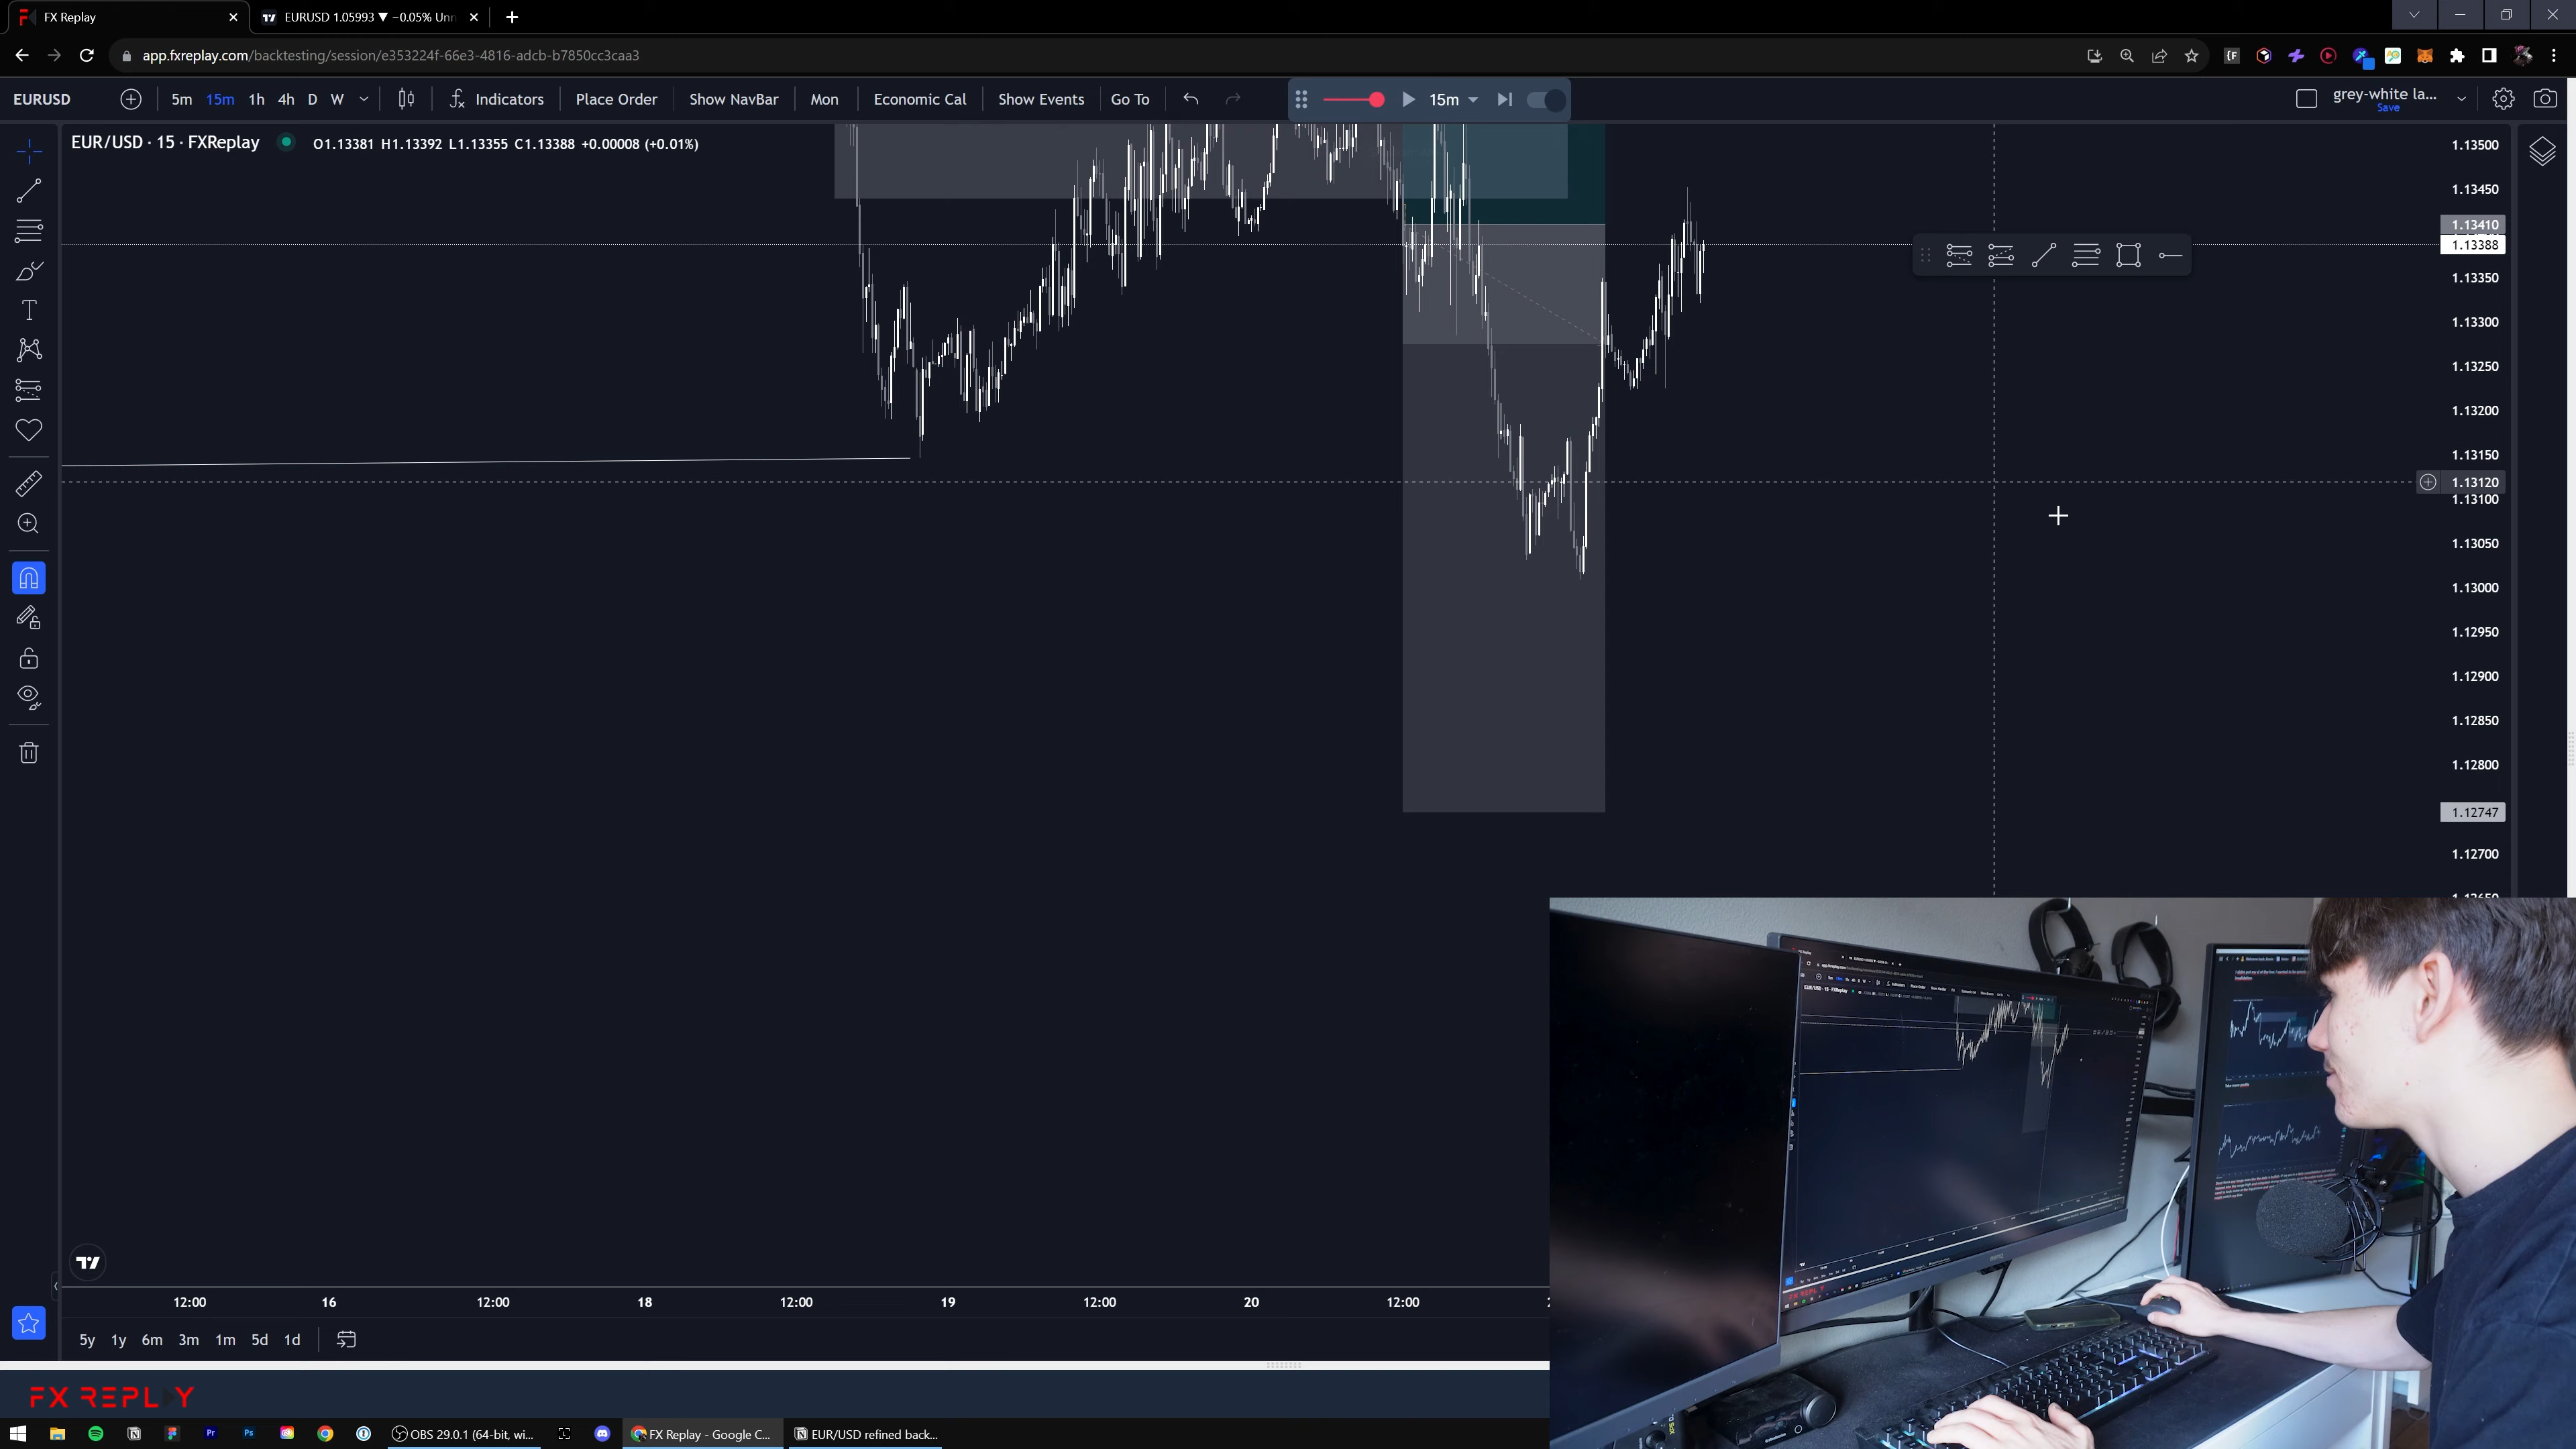 FX Replay
EURUSD 1.05993 ▼ −0.05% Unn
app.fxreplay.com/backtesting/session/e353224f-66e3-4816-adcb-b7850cc3caa3
EURUSD 5m 15m 1h 4h D W Indicators Place Order Show NavBar Mon Economic Cal Show Events Go To 15m grey-white la...
Save
EUR/USD · 15 · FXReplay O1.13381 H1.13392 L1.13355 C1.13388 +0.00008 (+0.01%)
1.13500
1.13450
1.13410
1.13388
1.13350
1.13300
1.13250
1.13200
1.13150
1.13120
1.13100
1.13050
1.13000
1.12950
1.12900
1.12850
1.12800
1.12747
1.12700
12:00 16 12:00 18 12:00 19 12:00 20 12:00
5y 1y 6m 3m 1m 5d 1d
FX REPLAY
OBS 29.0.1 (64-bit, wi...
FX Replay - Google C...
EUR/USD refined back...